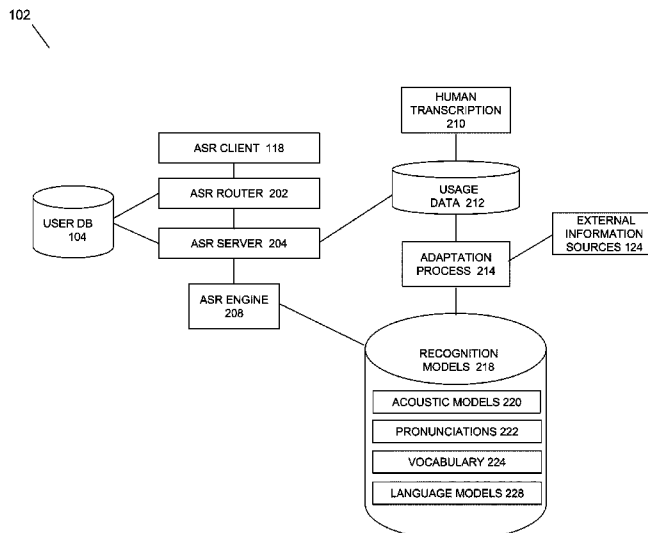 102
HUMAN
TRANSCRIPTION
210
ASR CLIENT 118
ASR ROUTER 202
USAGE
DATA 212
USER DB
104
EXTERNAL
INFORMATION
SOURCES 124
ASR SERVER 204
ADAPTATION
PROCESS 214
ASR ENGINE
208
RECOGNITION
MODELS 218
ACOUSTIC MODELS 220
PRONUNCIATIONS 222
VOCABULARY 224
LANGUAGE MODELS 228